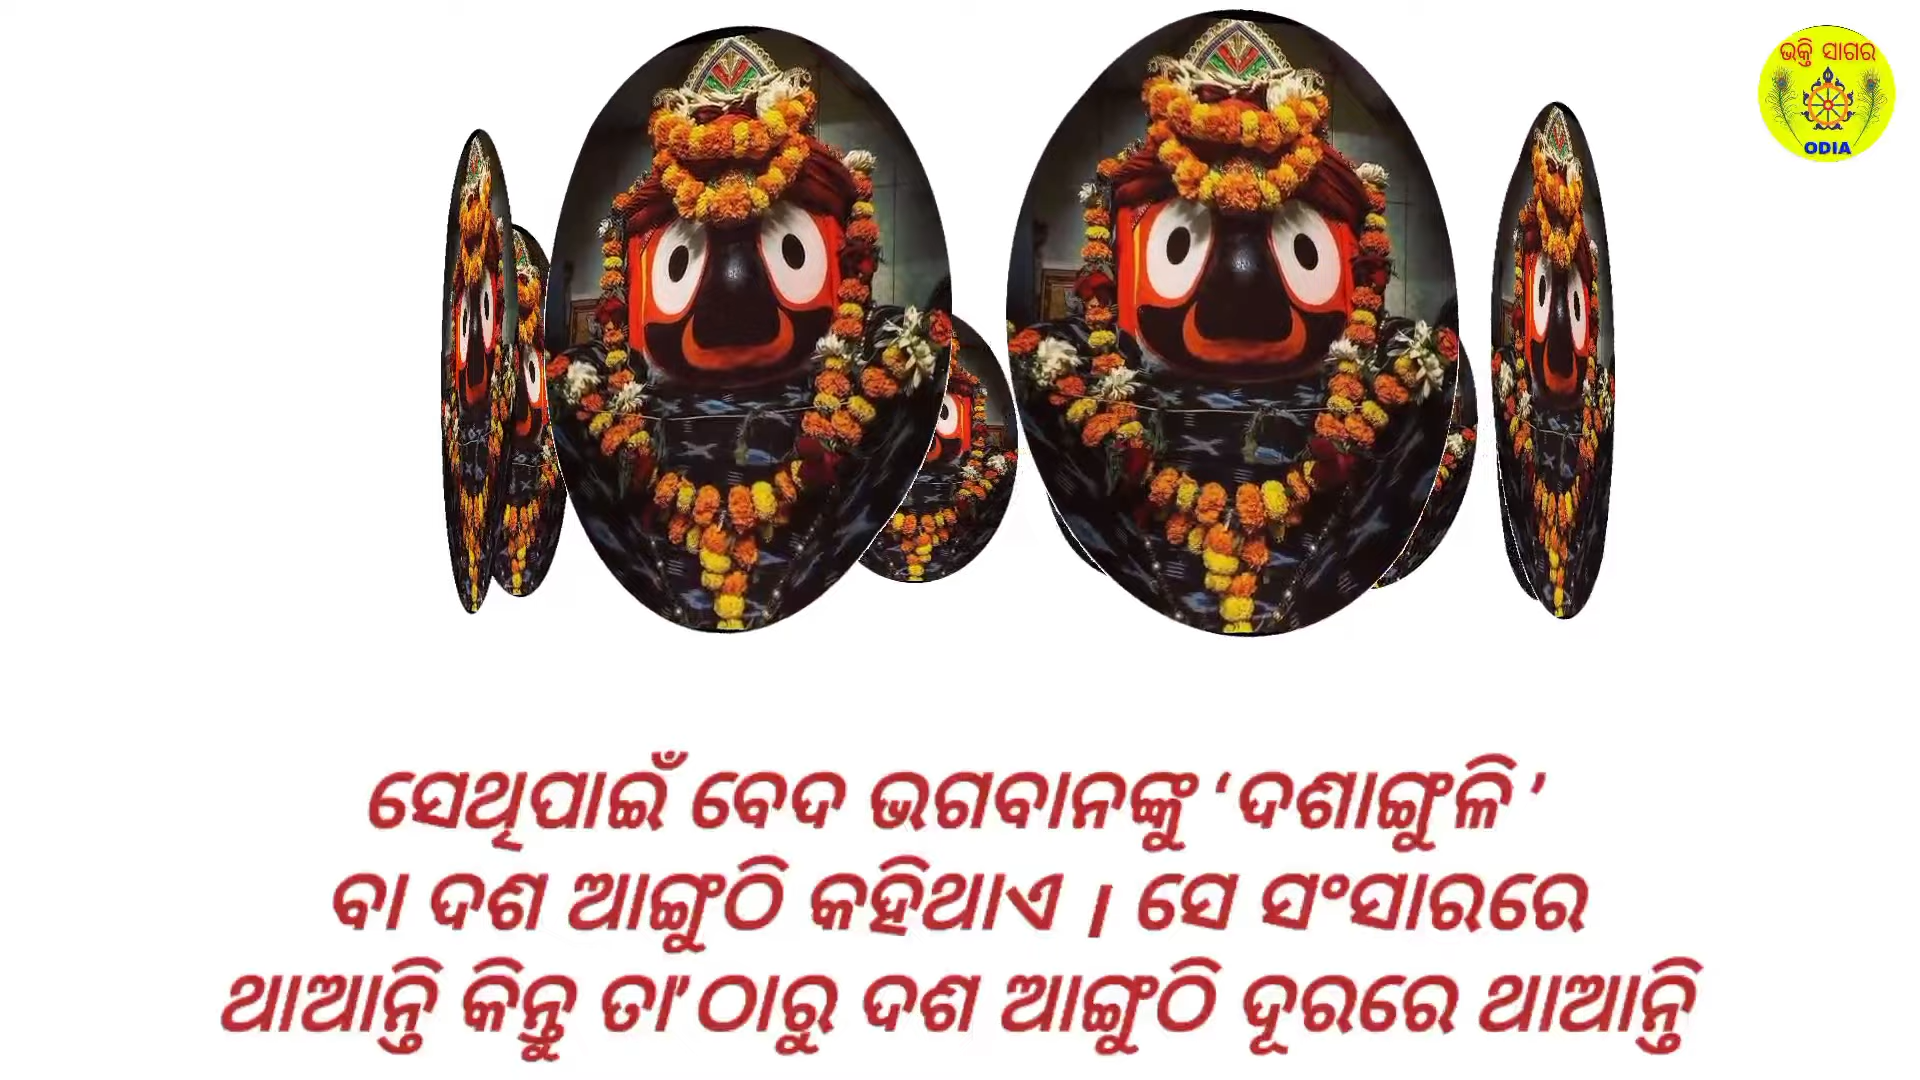 ଭକ୍ତି ସାଗର
ODIA
ସେଥିପାଇଁ ବେଦ ଭଗବାନଙ୍କୁ ‘ଦଶାଙ୍ଗୁଳି’
ବା ଦଶ ଆଙ୍ଗୁଠି କହିଥାଏ । ସେ ସଂସାରରେ
ଥାଆନ୍ତି କିନ୍ତୁ ତା' ଠାରୁ ଦଶ ଆଙ୍ଗୁଠି ଦୂରରେ ଥାଆନ୍ତି